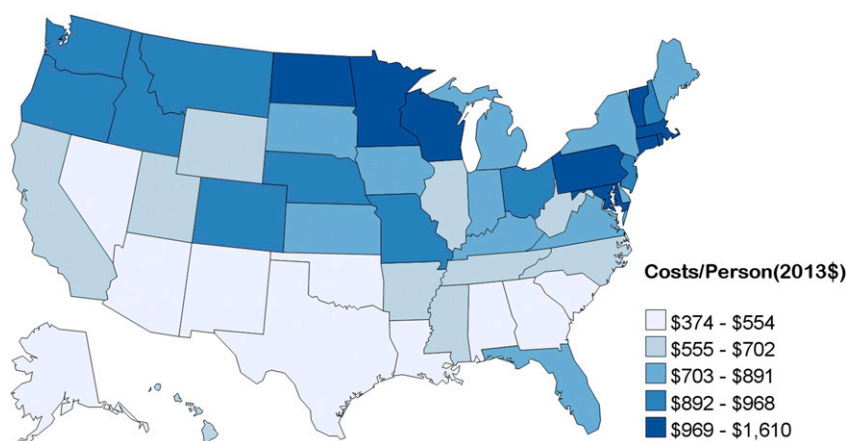 Costs/Person(2013$)
$374 - $554
$555 - $702
$703 - $891
$892 - $968
$969 - $1,610